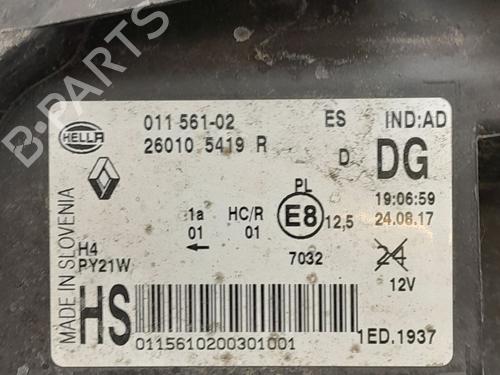 B-PARTS
HELLA
011 561-02
ES
IND:AD
26010 5419 R
D
DG
PL
19:06:59
1a
HC/R
E8
12,5
24.08.17
01
01
7032
24
H4
PY21W
12V
MADE IN SLOVENIA
HS
0115610200301001
1ED.1937